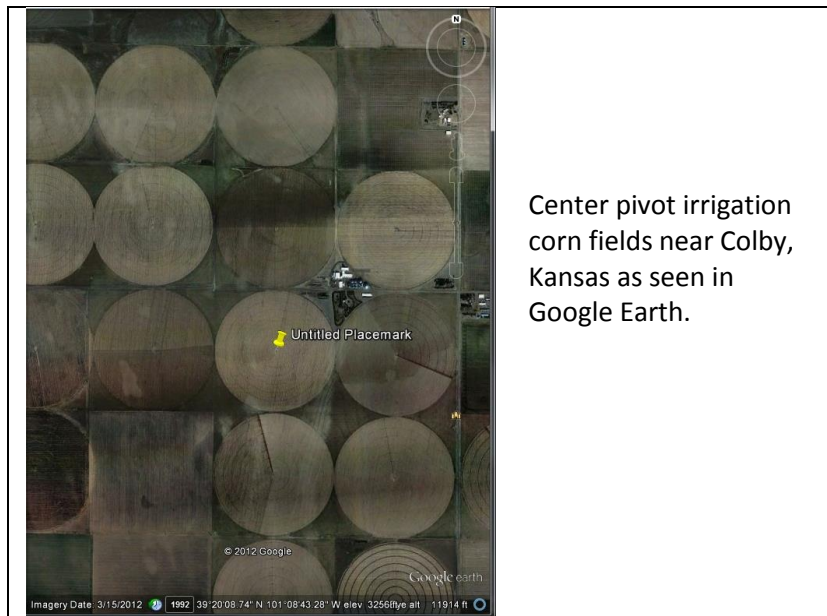 N
Untitled Placemark
© 2012 Google
Google earth
Imagery Date: 3/15/2012 1992 39°20'08.74" N 101°08'43.28" W elev 3256 ft eye alt 11914 ft
Center pivot irrigation
corn fields near Colby,
Kansas as seen in
Google Earth.